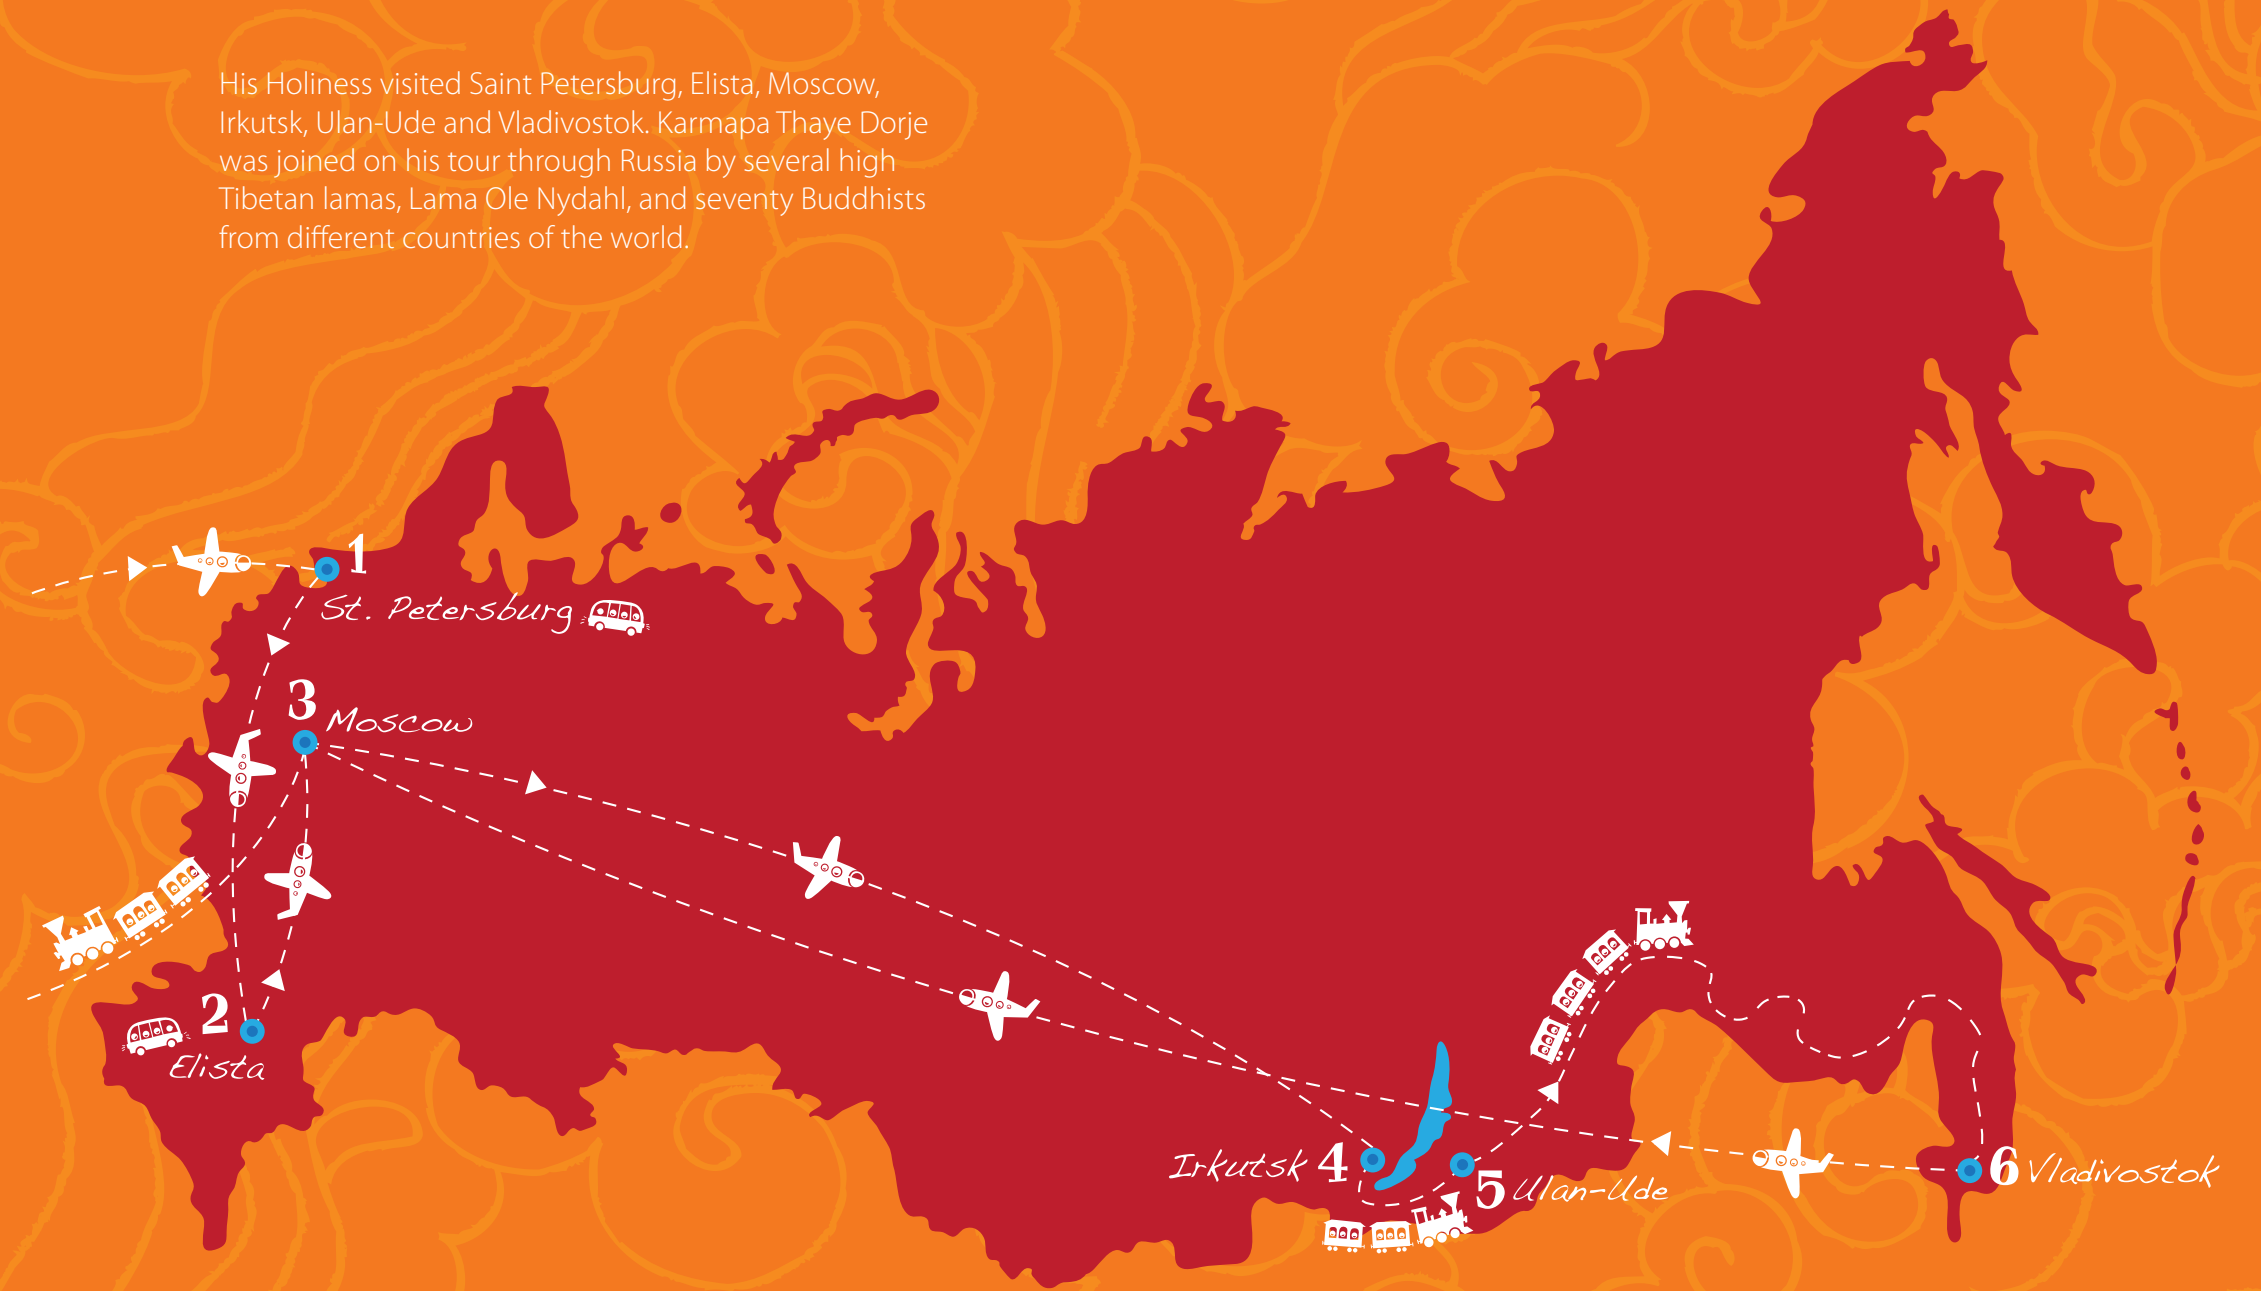 His Holiness visited Saint Petersburg, Elista, Moscow,
Irkutsk, Ulan-Ude and Vladivostok. Karmapa Thaye Dorje
was joined on his tour through Russia by several high
Tibetan lamas, Lama Ole Nydahl, and seventy Buddhists
from different countries of the world.
1
St. Petersburg
3
Moscow
2
Elista
Irkutsk 4
5 Ulan-Ude
6 Vladivostok